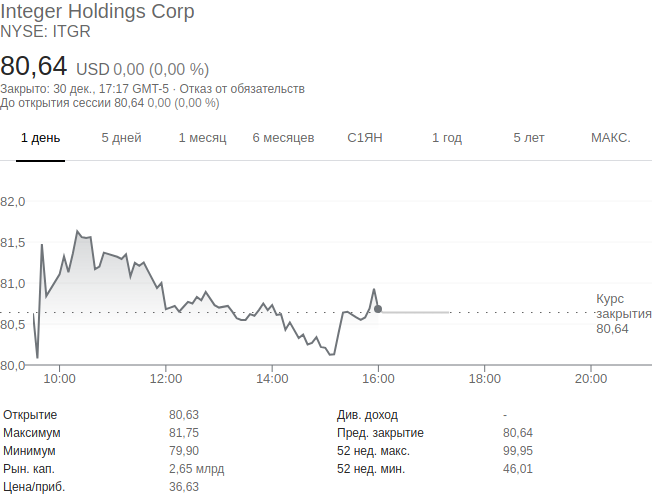 Integer Holdings Corp
NYSE: ITGR
80,64 USD 0,00 (0,00 %)
Закрыто: 30 дек., 17:17 GMT-5 · Отказ от обязательств
До открытия сессии 80,64 0,00 (0,00 %)
1 день 5 дней 1 месяц 6 месяцев С1ЯН 1 год 5 лет МАКС.
82,0
81,5
81,0
Курс
закрытия
80,64
80,5
80,0
10:00 12:00 14:00 16:00 18:00 20:00
Открытие 80,63 Див. доход -
Максимум 81,75 Пред. закрытие 80,64
Минимум 79,90 52 нед. макс. 99,95
Рын. кап. 2,65 млрд 52 нед. мин. 46,01
Цена/приб. 36,63